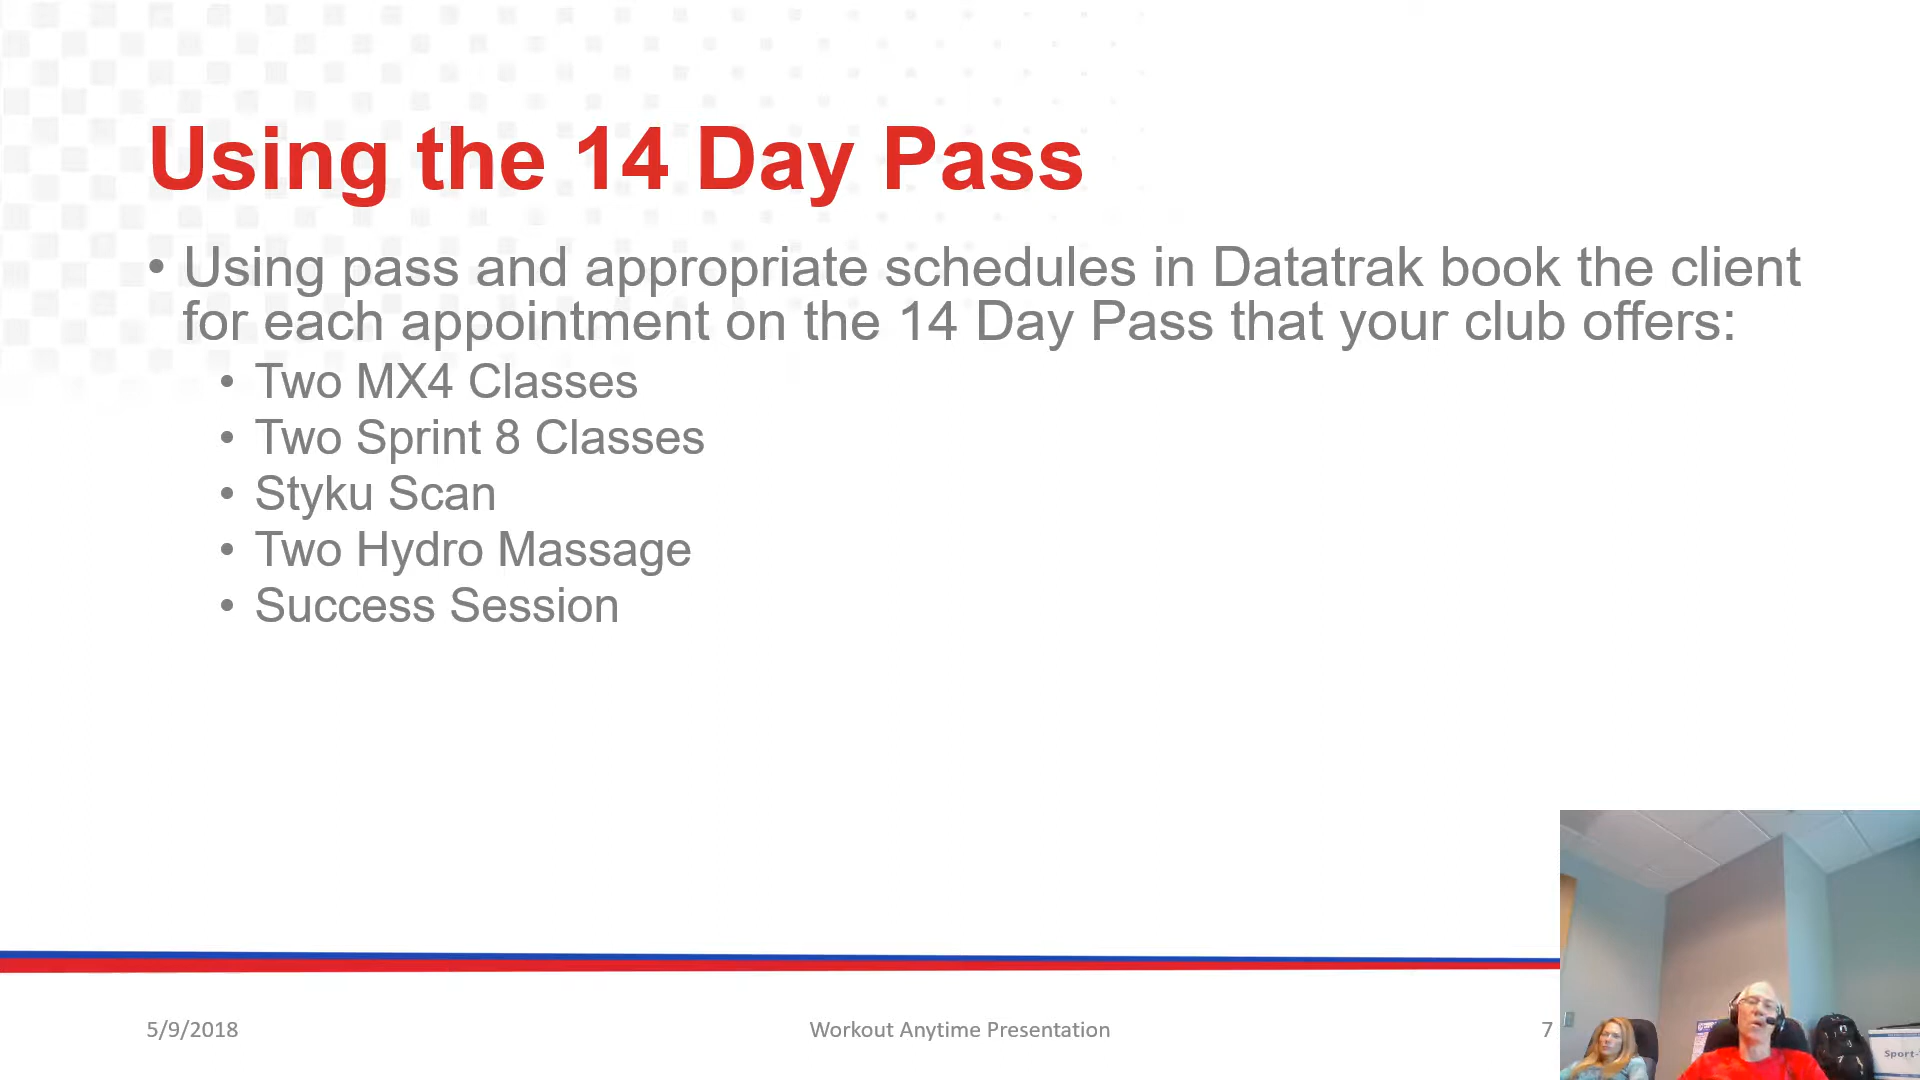 Using the 14 Day Pass
• Using pass and appropriate schedules in Datatrak book the client
for each appointment on the 14 Day Pass that your club offers:
• Two MX4 Classes
• Two Sprint 8 Classes
• Styku Scan
• Two Hydro Massage
• Success Session
5/9/2018
Workout Anytime Presentation
7
Sport-